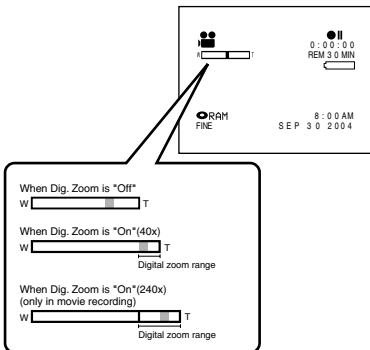 0:00:00
W T REM 30 MIN
RAM 8:00AM
FINE SEP 30 2004
When Dig. Zoom is "Off"
W T
When Dig. Zoom is "On"(40x)
W T
Digital zoom range
When Dig. Zoom is "On"(240x)
(only in movie recording)
W T
Digital zoom range